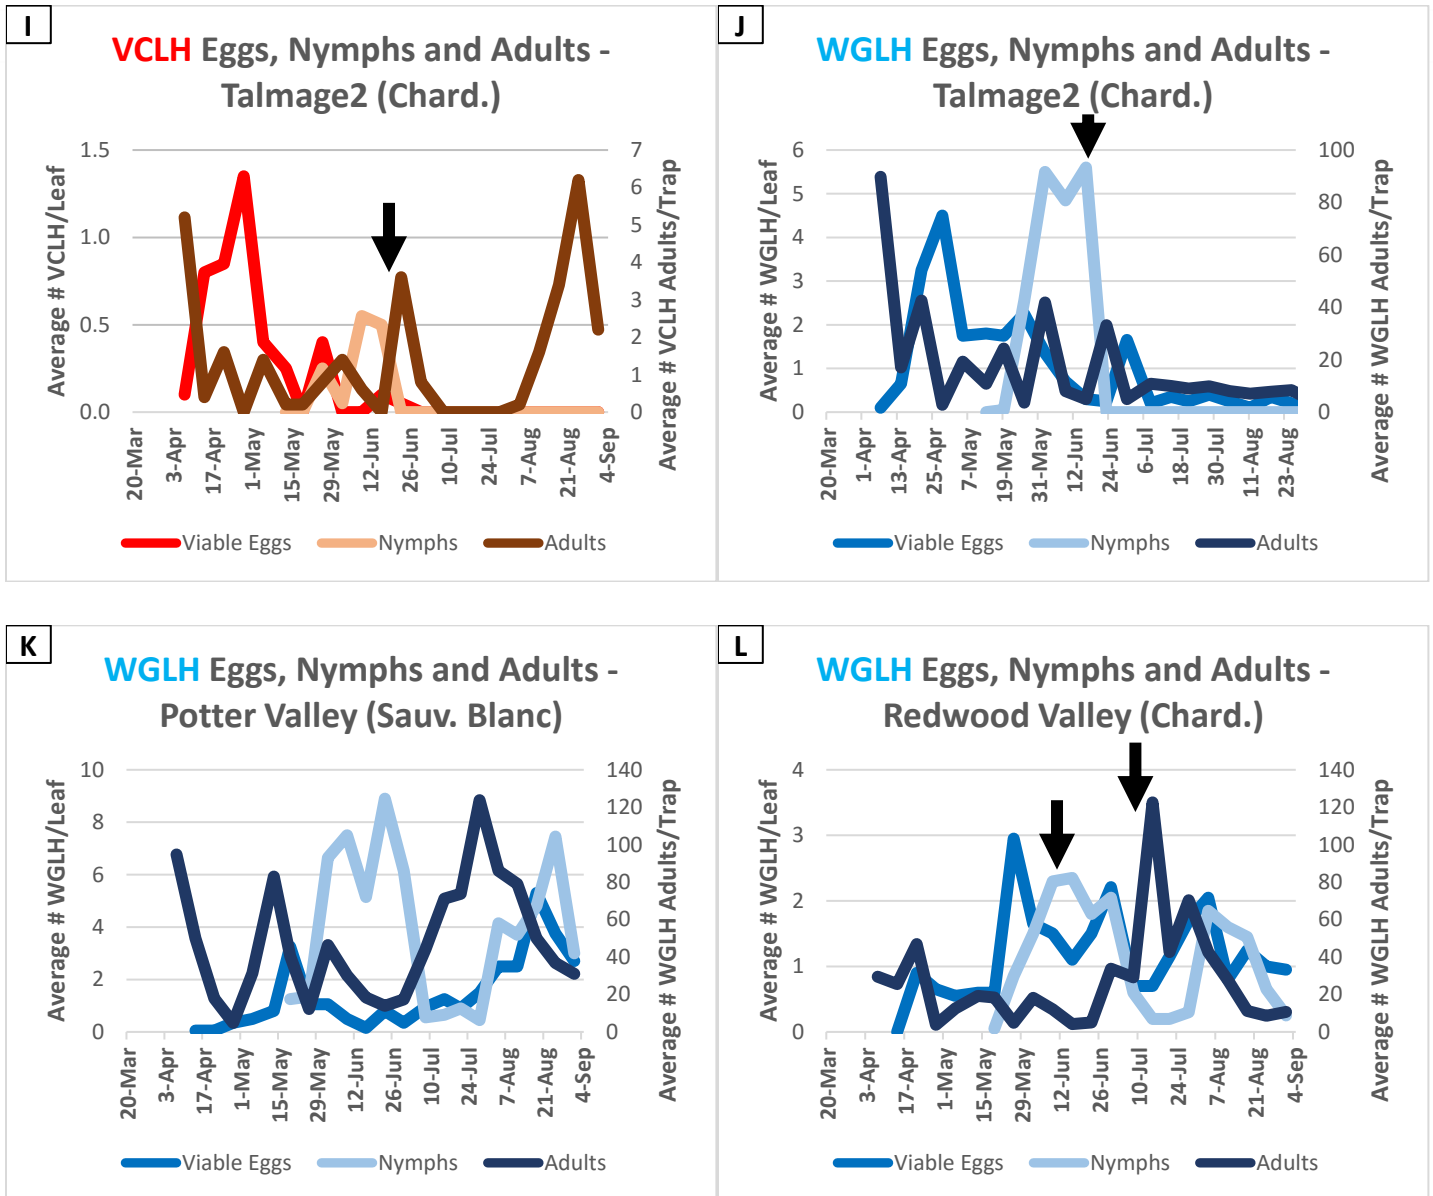 I
VCLH Eggs, Nymphs and Adults -
Talmage2 (Chard.)
Average # VCLH/Leaf
1.5
1.0
0.5
0.0
7
6
5
4
3
2
1
0
Average # VCLH Adults/Trap
20-Mar
3-Apr
17-Apr
1-May
15-May
29-May
12-Jun
26-Jun
10-Jul
24-Jul
7-Aug
21-Aug
4-Sep
Viable Eggs Nymphs Adults
J
WGLH Eggs, Nymphs and Adults -
Talmage2 (Chard.)
Average # WGLH/Leaf
6
5
4
3
2
1
0
100
80
60
40
20
0
Average # WGLH Adults/Trap
20-Mar
1-Apr
13-Apr
25-Apr
7-May
19-May
31-May
12-Jun
24-Jun
6-Jul
18-Jul
30-Jul
11-Aug
23-Aug
Viable Eggs Nymphs Adults
K
WGLH Eggs, Nymphs and Adults -
Potter Valley (Sauv. Blanc)
Average # WGLH/Leaf
10
8
6
4
2
0
140
120
100
80
60
40
20
0
Average # WGLH Adults/Trap
20-Mar
3-Apr
17-Apr
1-May
15-May
29-May
12-Jun
26-Jun
10-Jul
24-Jul
7-Aug
21-Aug
4-Sep
Viable Eggs Nymphs Adults
L
WGLH Eggs, Nymphs and Adults -
Redwood Valley (Chard.)
Average # WGLH/Leaf
4
3
2
1
0
140
120
100
80
60
40
20
0
Average # WGLH Adults/Trap
20-Mar
3-Apr
17-Apr
1-May
15-May
29-May
12-Jun
26-Jun
10-Jul
24-Jul
7-Aug
21-Aug
4-Sep
Viable Eggs Nymphs Adults